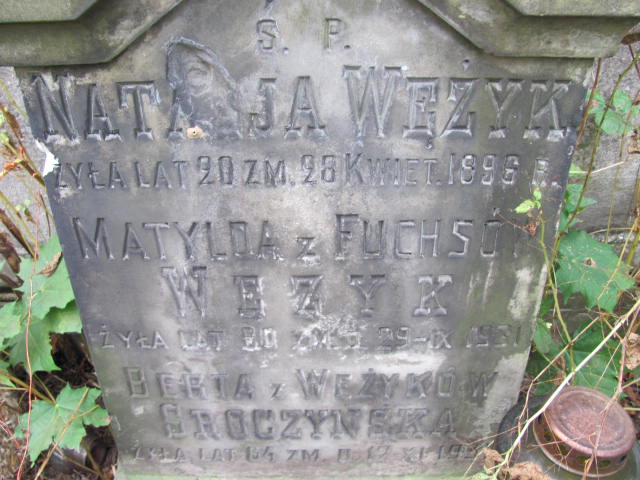 Ś. P.
NATALJA WĘŻYK
ŻYŁA LAT 20 ZM. 28 KWIET. 1896 R.
MATYLDA z FUCHSÓW
WĘŻYK
ŻYŁA LAT 80 ZM. D. 29-IX 1931
BERTA z WĘŻYKÓW
SROCZYŃSKA
ŻYŁA LAT 64 ZM. D. 17 XI.